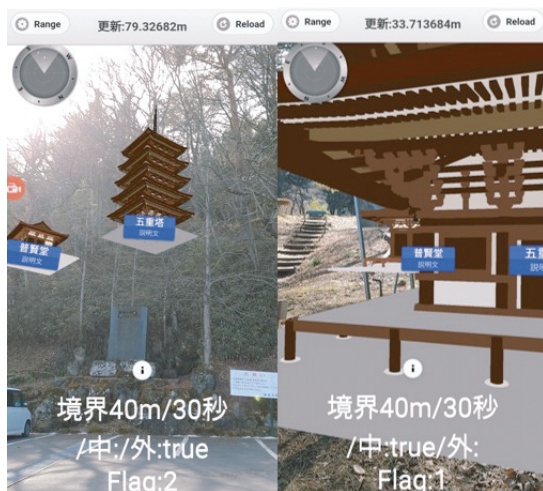 Range
更新:79.32682m
Reload
五重塔
説明文
普賢堂
説明文
境界40m/30秒
/中:/外:true
Flag:2
Range
更新:33.713684m
Reload
普賢堂
説明文
五重
説明
境界40m/30秒
/中:true/外:
Flag:1